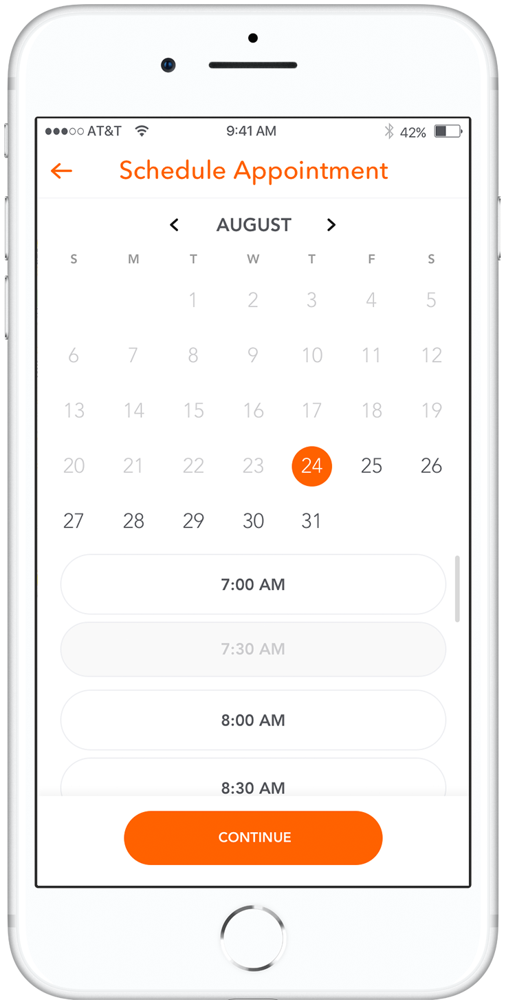 AT&T 9:41 AM 42%
Schedule Appointment
< AUGUST >
S M T W T F S
1 2 3 4 5
6 7 8 9 10 11 12
13 14 15 16 17 18 19
20 21 22 23 24 25 26
27 28 29 30 31
7:00 AM
7:30 AM
8:00 AM
8:30 AM
CONTINUE